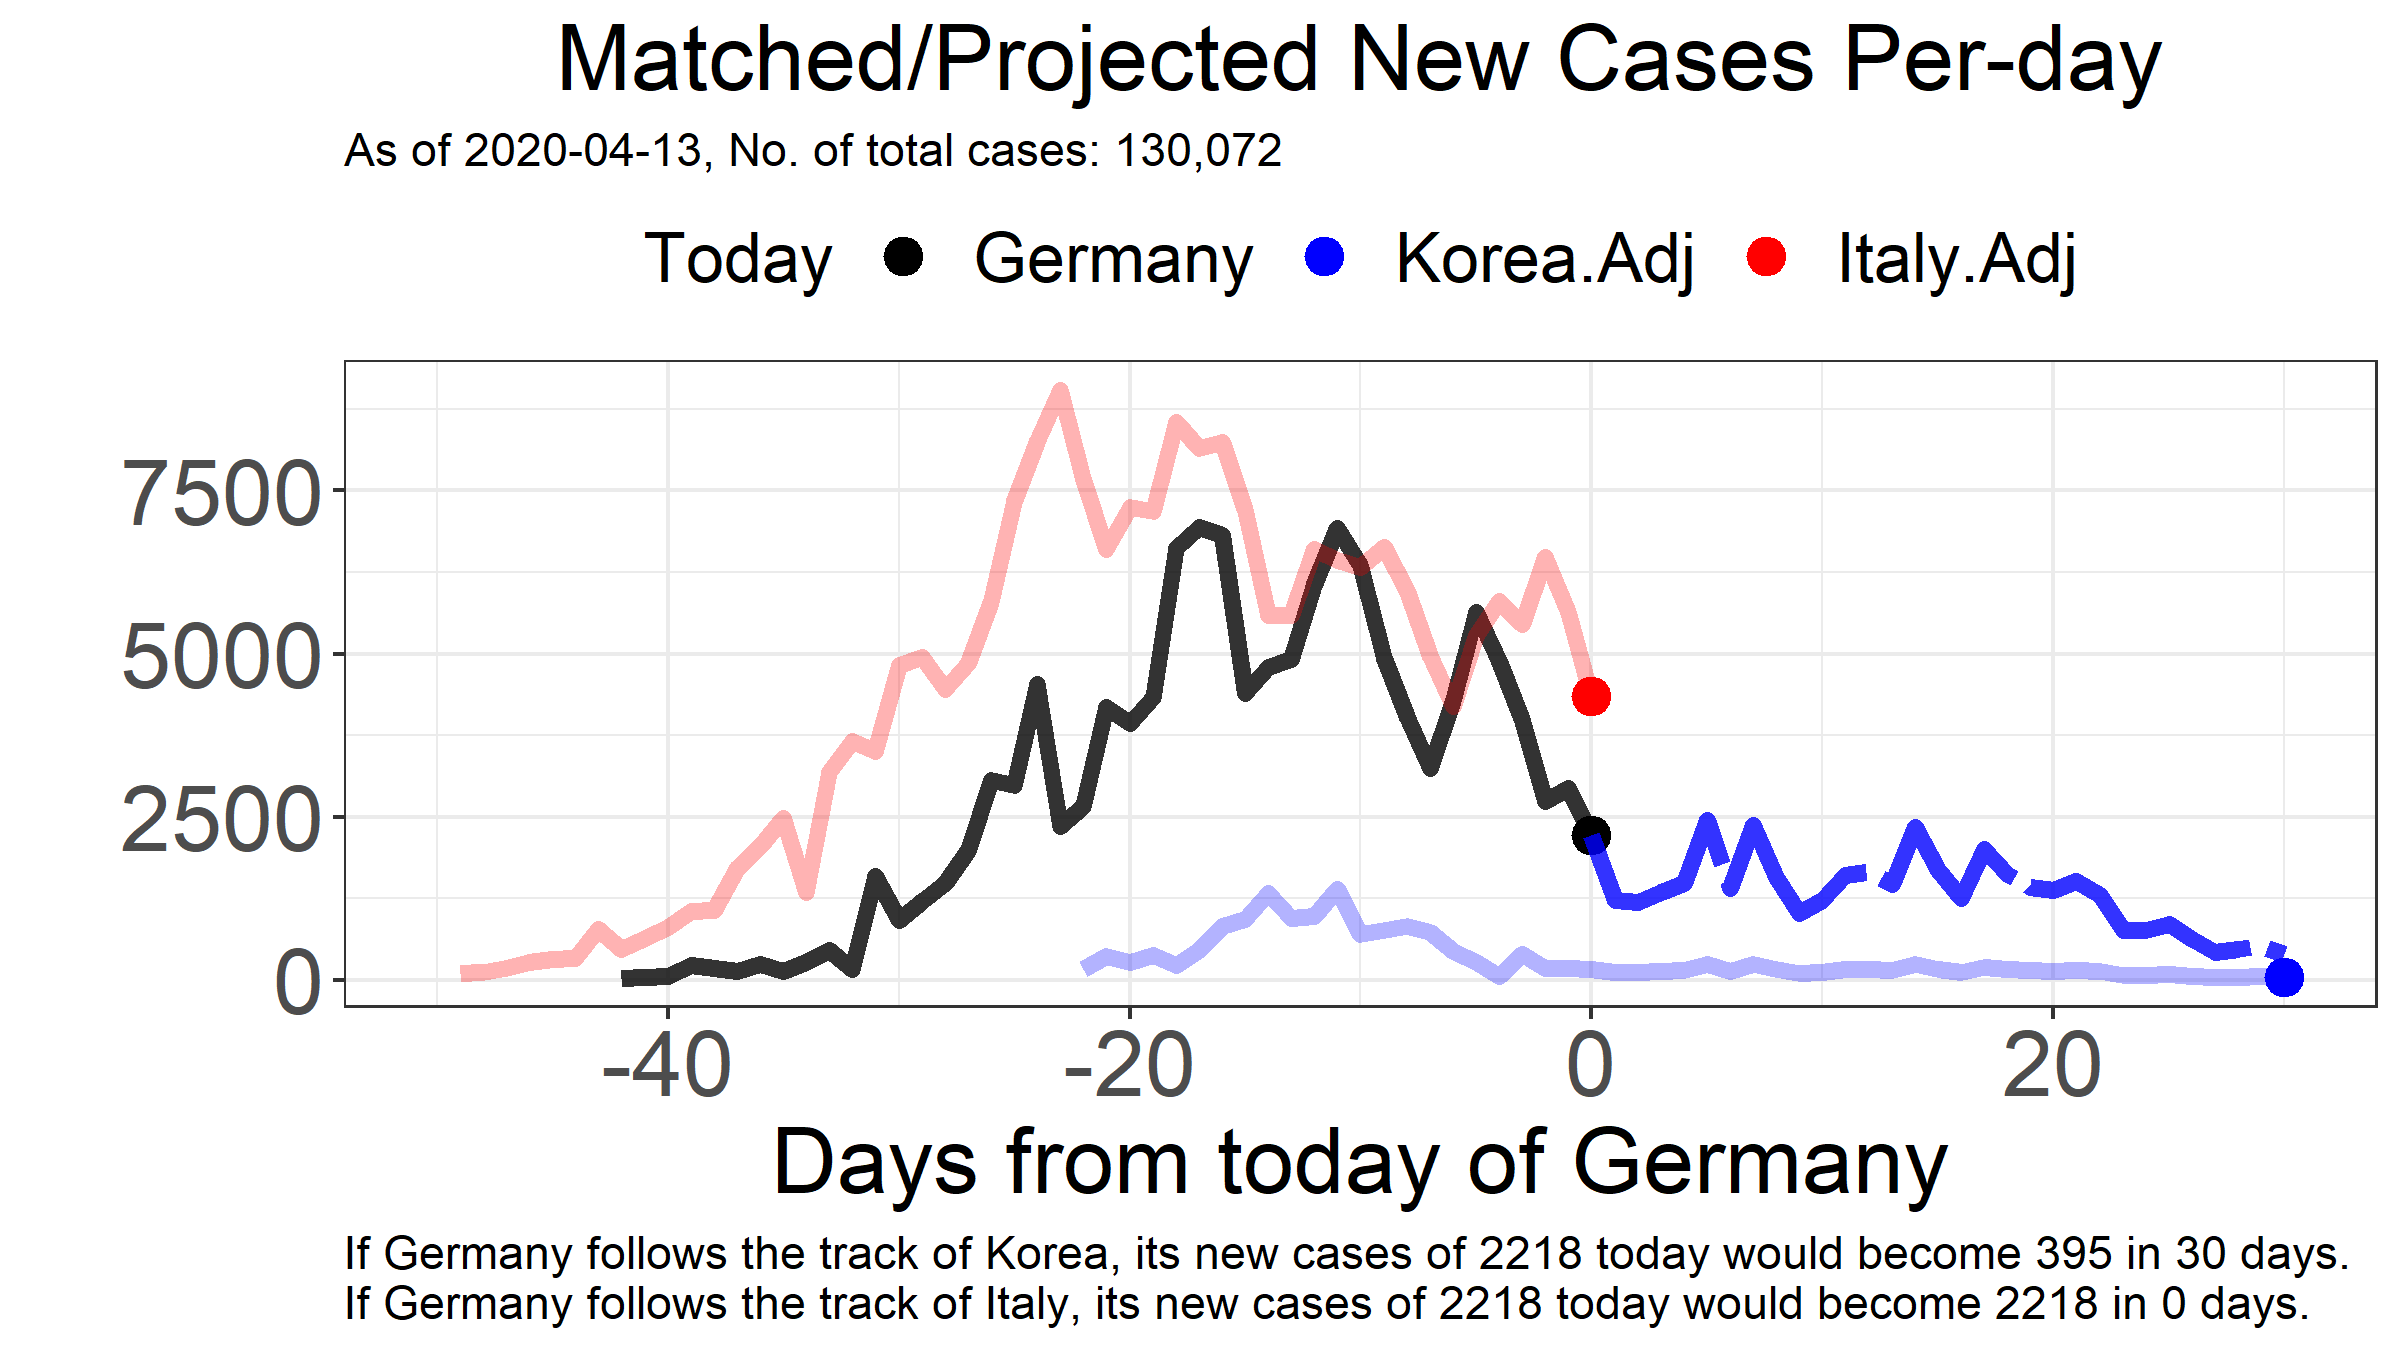 Matched/Projected New Cases Per-day
As of 2020-04-13, No. of total cases: 130,072
Today Germany Korea.Adj Italy.Adj
7500
5000
2500
0
-40 -20 0 20
Days from today of Germany
If Germany follows the track of Korea, its new cases of 2218 today would become 395 in 30 days.
If Germany follows the track of Italy, its new cases of 2218 today would become 2218 in 0 days.